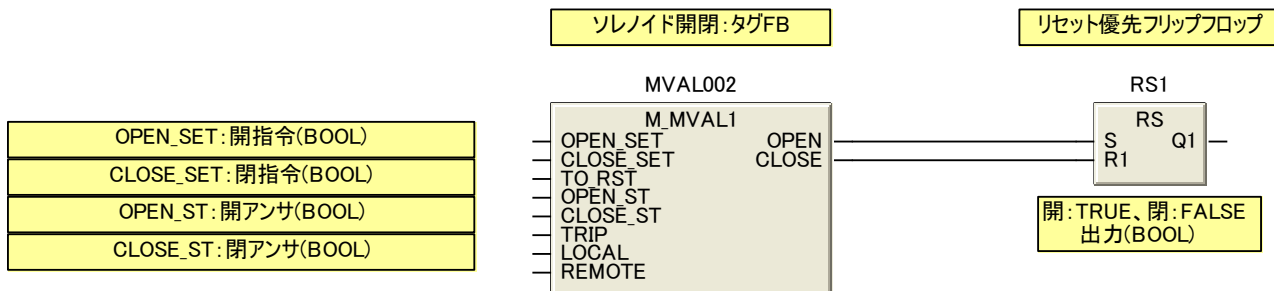 ソレノイド開閉:タグFB
リセット優先フリップフロップ
MVAL002
RS1
M_MVAL1
OPEN_SET
CLOSE_SET
TO_RST
OPEN_ST
CLOSE_ST
TRIP
LOCAL
REMOTE
OPEN
CLOSE
RS
S
R1
Q1
OPEN_SET:開指令(BOOL)
CLOSE_SET:閉指令(BOOL)
OPEN_ST:開アンサ(BOOL)
CLOSE_ST:閉アンサ(BOOL)
開:TRUE、閉:FALSE
出力(BOOL)